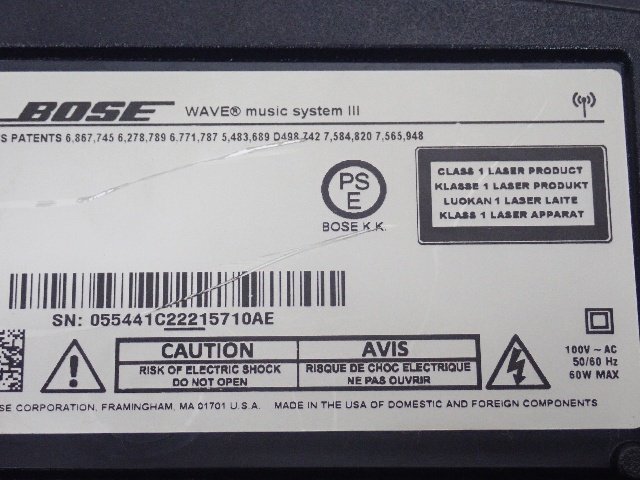 BOSE WAVE® music system III
S PATENTS 6,867,745 6,278,789 6,771,787 5,483,689 D498,742 7,584,820 7,565,948
PS
E
BOSE K.K.
CLASS 1 LASER PRODUCT
KLASSE 1 LASER PRODUKT
LUOKAN 1 LASER LAITE
KLASS 1 LASER APPARAT
SN: 055441C22215710AE
CAUTION
RISK OF ELECTRIC SHOCK
DO NOT OPEN
AVIS
RISQUE DE CHOC ELECTRIQUE
NE PAS OUVRIR
100V ~ AC
50/60 Hz
60W MAX
SE CORPORATION, FRAMINGHAM, MA 01701 U.S.A. MADE IN THE USA OF DOMESTIC AND FOREIGN COMPONENTS